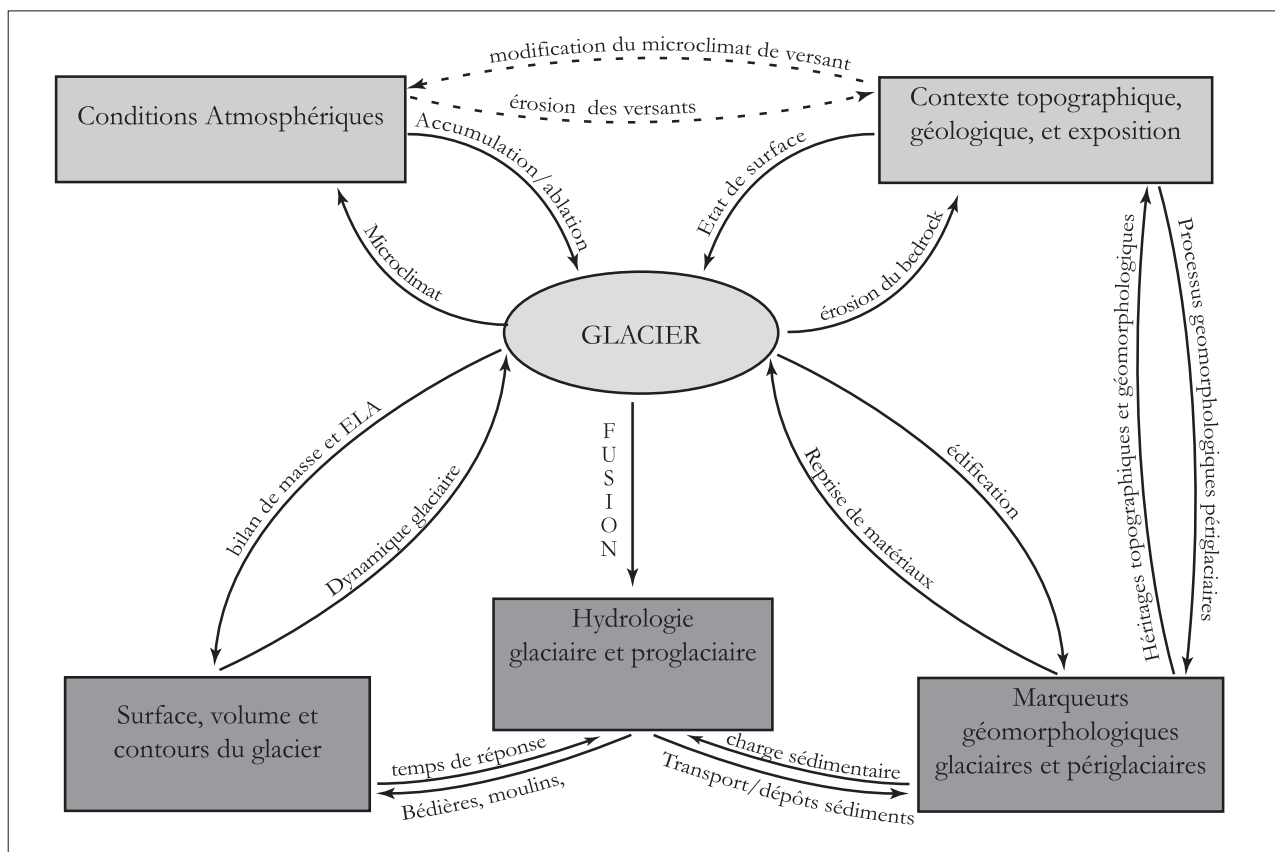 modification du microclimat de versant
Conditions Atmosphériques
érosion des versants
Contexte topographique,
géologique, et exposition
Accumulation/ablation
Etat de surface
Microclimat
érosion du bedrock
Héritages topographiques et géomorphologiques
Processus geomorphologiques périglaciaires
GLACIER
bilan de masse et ELA
Dynamique glaciaire
F
U
S
I
O
N
Reprise de matériaux
édification
Hydrologie
glaciaire et proglaciaire
Surface, volume et
contours du glacier
Marqueurs
géomorphologiques
glaciaires et périglaciaires
temps de réponse
Bédières, moulins,
charge sédimentaire
Transport/dépôts sédiments